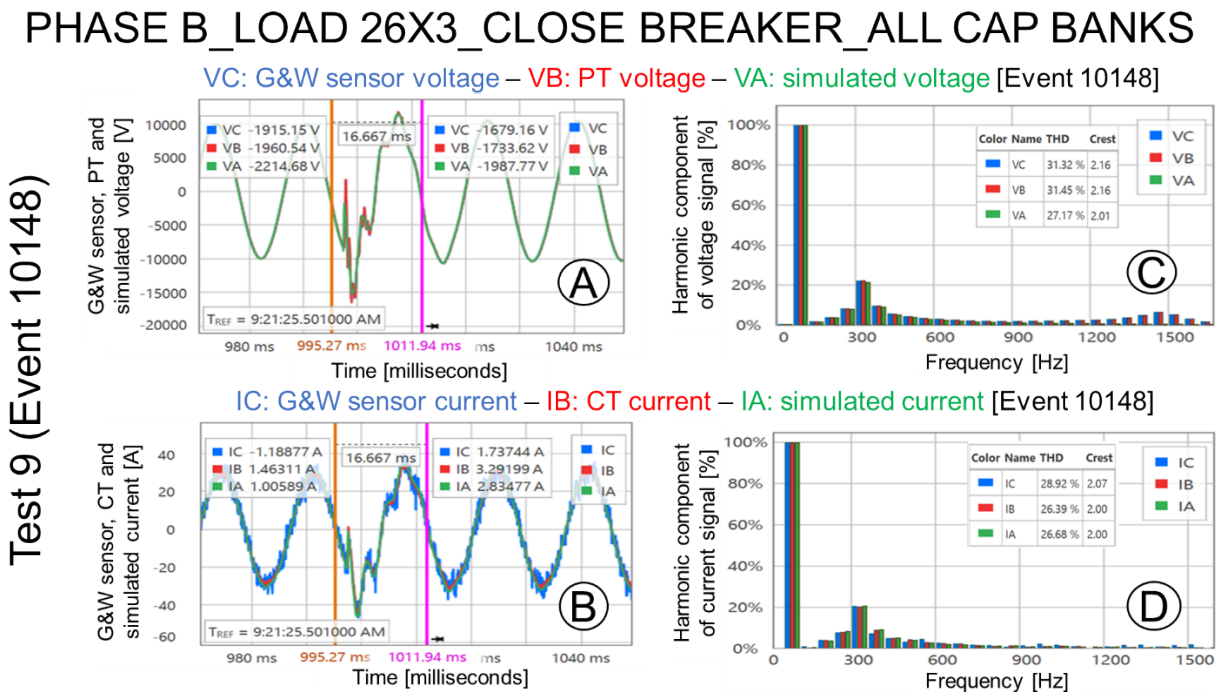 PHASE B_LOAD 26X3_CLOSE BREAKER_ALL CAP BANKS
Test 9 (Event 10148)
VC: G&W sensor voltage – VB: PT voltage – VA: simulated voltage [Event 10148]
G&W sensor, PT and
simulated voltage [V]
10000
5000
0
-5000
-10000
-15000
-20000
VC -1915.15 V
VB -1960.54 V
VA -2214.68 V
16.667 ms
VC -1679.16 V
VB -1733.62 V
VA -1987.77 V
VC
VB
VA
A
TREF = 9:21:25.501000 AM
980 ms
995.27 ms
1011.94 ms
ms
1040 ms
Time [milliseconds]
Harmonic component
of voltage signal [%]
100%
80%
60%
40%
20%
0%
Color Name THD Crest
VC 31.32 % 2.16
VB 31.45 % 2.16
VA 27.17 % 2.01
VC
VB
VA
C
300
600
900
1200
1500
Frequency [Hz]
IC: G&W sensor current – IB: CT current – IA: simulated current [Event 10148]
G&W sensor, CT and
simulated current [A]
40
20
0
-20
-40
-60
IC -1.18877 A
IB 1.46311 A
IA 1.00589 A
16.667 ms
IC 1.73744 A
IB 3.29199 A
IA 2.83477 A
IC
IB
IA
B
TREF = 9:21:25.501000 AM
980 ms
995.27 ms
1011.94 ms
ms
1040 ms
Time [milliseconds]
Harmonic component
of current signal [%]
100%
80%
60%
40%
20%
0%
Color Name THD Crest
IC 28.92 % 2.07
IB 26.39 % 2.00
IA 26.68 % 2.00
IC
IB
IA
D
300
600
900
1200
1500
Frequency [Hz]